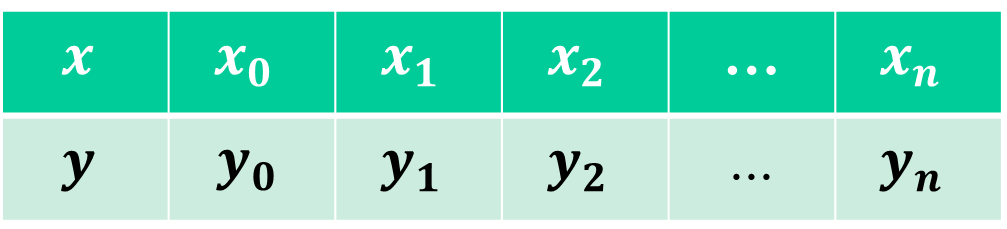 x x₀ x₁ x₂ … xₙ
y y₀ y₁ y₂ … yₙ